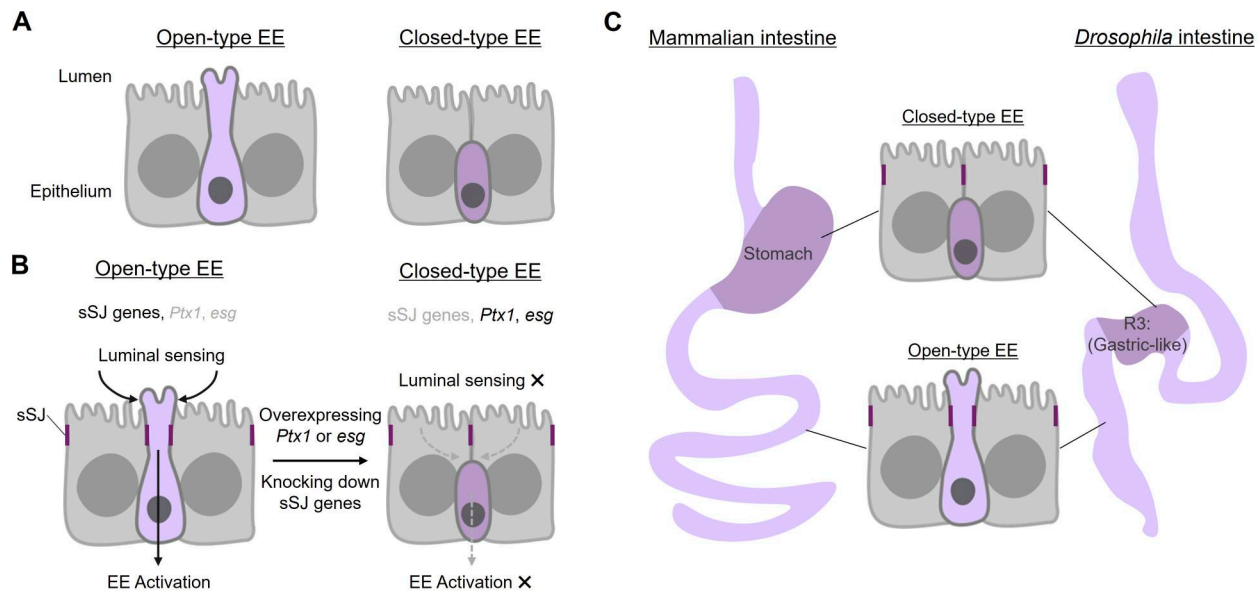 A
Open-type EE
Closed-type EE
Lumen
Epithelium
B
Open-type EE
Closed-type EE
sSJ genes, Ptx1, esg
sSJ genes, Ptx1, esg
Luminal sensing
Luminal sensing ×
sSJ
Overexpressing
Ptx1 or esg
Knocking down
sSJ genes
EE Activation
EE Activation ×
C
Mammalian intestine
Drosophila intestine
Closed-type EE
Stomach
R3:
(Gastric-like)
Open-type EE